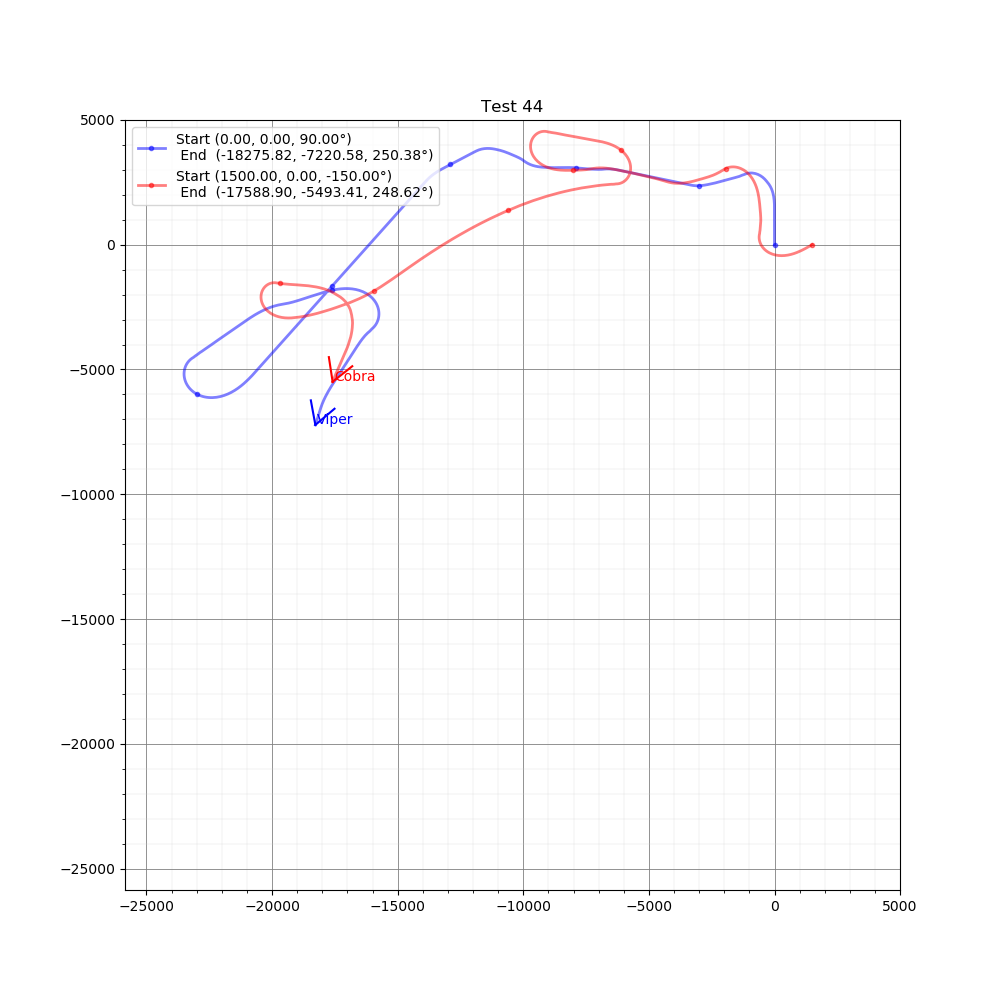 Test 44
Start (0.00, 0.00, 90.00°)
End (-18275.82, -7220.58, 250.38°)
Start (1500.00, 0.00, -150.00°)
End (-17588.90, -5493.41, 248.62°)
5000
0
−5000
−10000
−15000
−20000
−25000
Cobra
Viper
−25000 −20000 −15000 −10000 −5000 0 5000